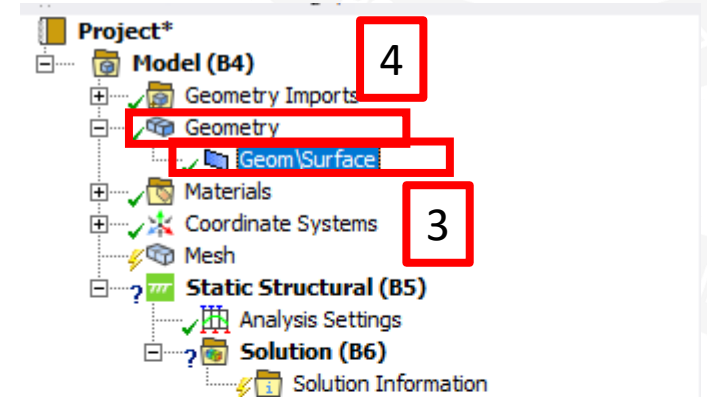 Project*
Model (B4)
4
Geometry Imports
Geometry
Geom\Surface
Materials
Coordinate Systems
3
Mesh
Static Structural (B5)
Analysis Settings
Solution (B6)
Solution Information